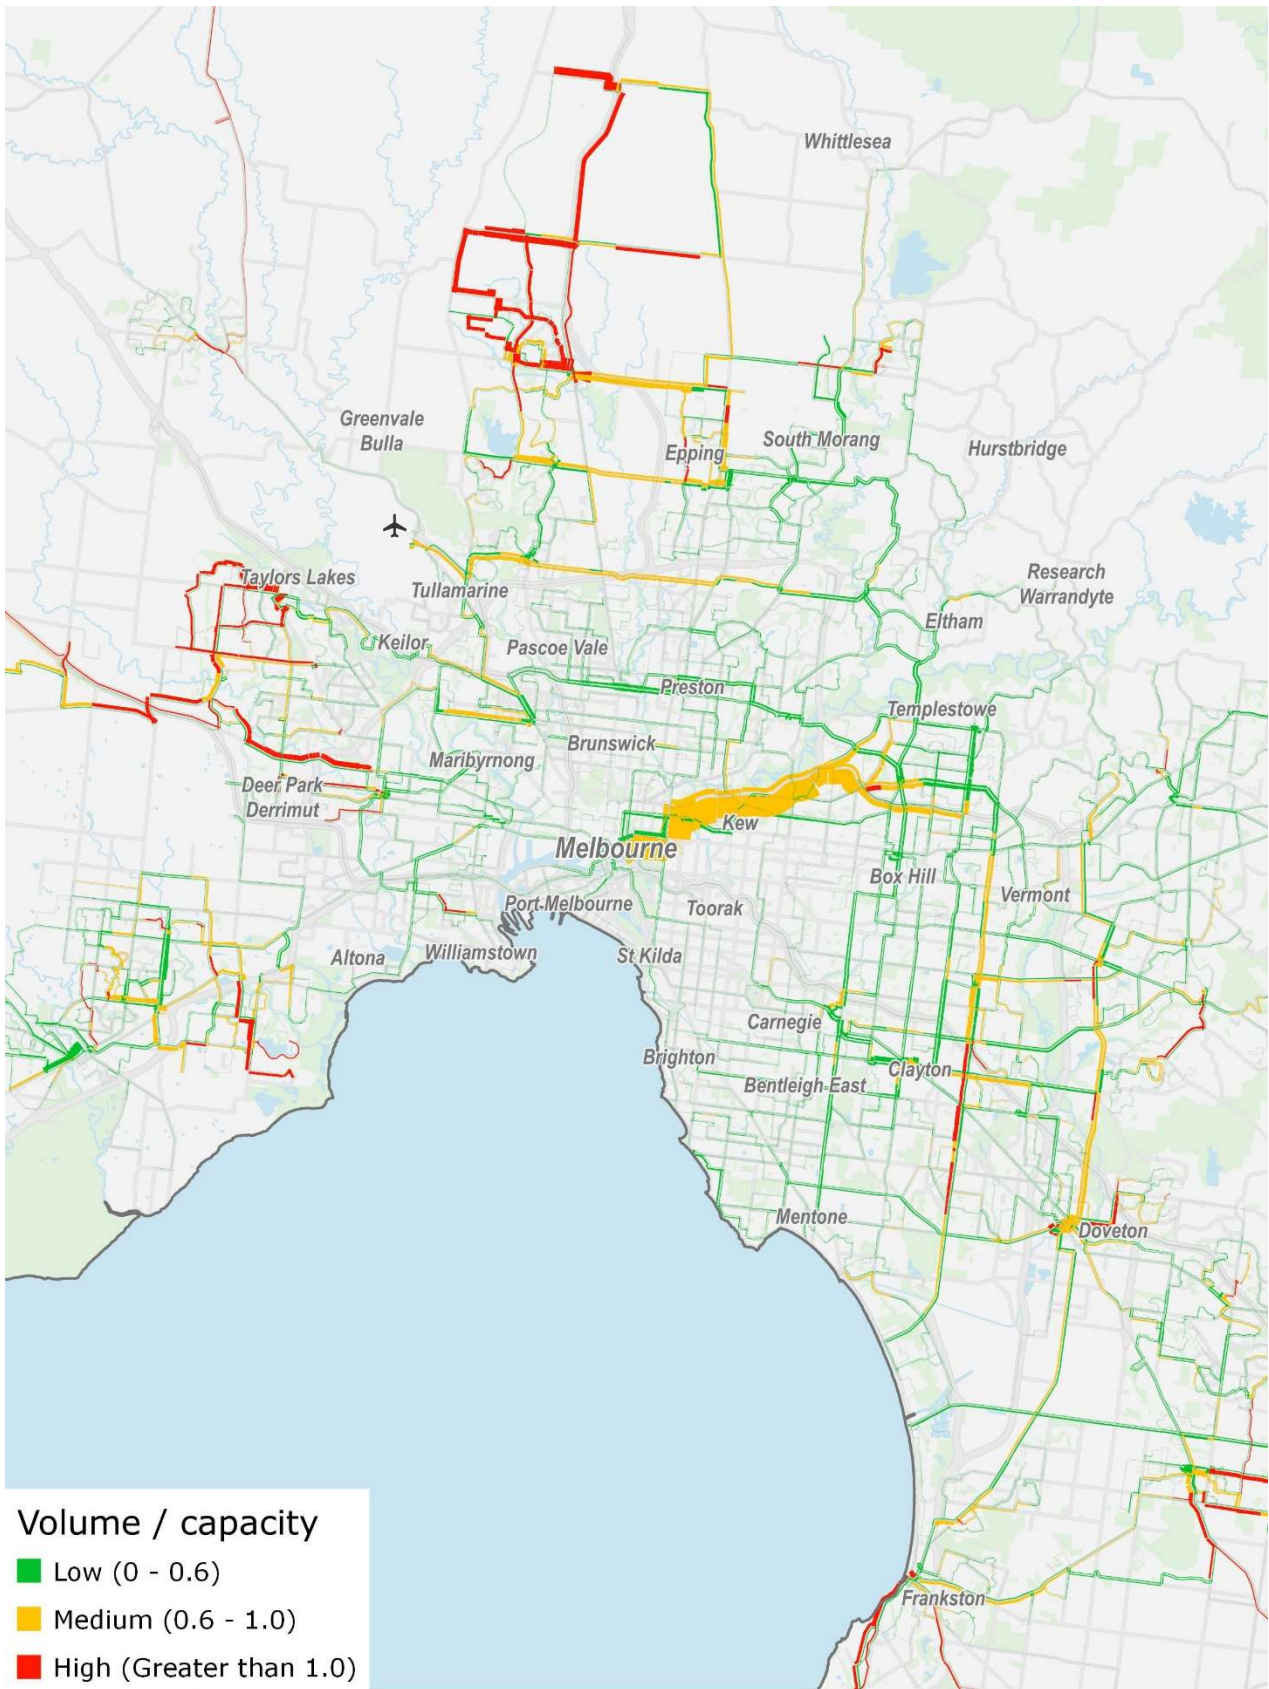 Whittlesea
Greenvale
Bulla
South Morang
Epping
Hurstbridge
Taylors Lakes
Tullamarine
Research
Warrandyte
Eltham
Keilor
Pascoe Vale
Preston
Templestowe
Brunswick
Maribyrnong
Deer Park
Derrimut
Kew
Melbourne
Box Hill
Vermont
Port Melbourne
Toorak
Altona
Williamstown
St Kilda
Carnegie
Brighton
Clayton
Bentleigh East
Mentone
Doveton
Frankston
Volume / capacity
Low (0 - 0.6)
Medium (0.6 - 1.0)
High (Greater than 1.0)